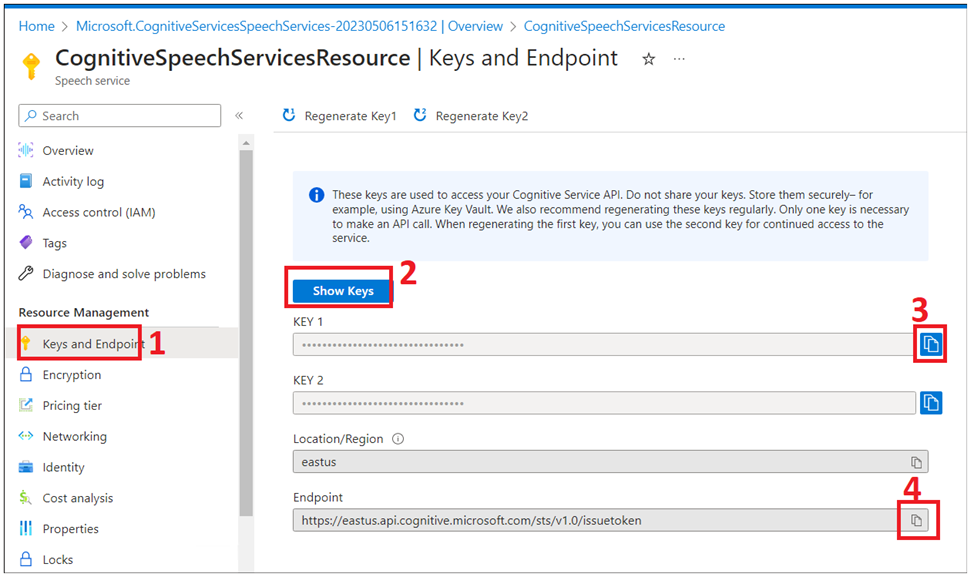 Home > Microsoft.CognitiveServicesSpeechServices-20230506151632 | Overview > CognitiveSpeechServicesResource
CognitiveSpeechServicesResource | Keys and Endpoint
Speech service
Search
Regenerate Key1 Regenerate Key2
Overview
Activity log
Access control (IAM)
Tags
Diagnose and solve problems
Resource Management
Keys and Endpoint
1
Encryption
Pricing tier
Networking
Identity
Cost analysis
Properties
Locks
These keys are used to access your Cognitive Service API. Do not share your keys. Store them securely– for
example, using Azure Key Vault. We also recommend regenerating these keys regularly. Only one key is necessary
to make an API call. When regenerating the first key, you can use the second key for continued access to the
service.
Show Keys
2
KEY 1
3
KEY 2
Location/Region
eastus
Endpoint
4
https://eastus.api.cognitive.microsoft.com/sts/v1.0/issuetoken